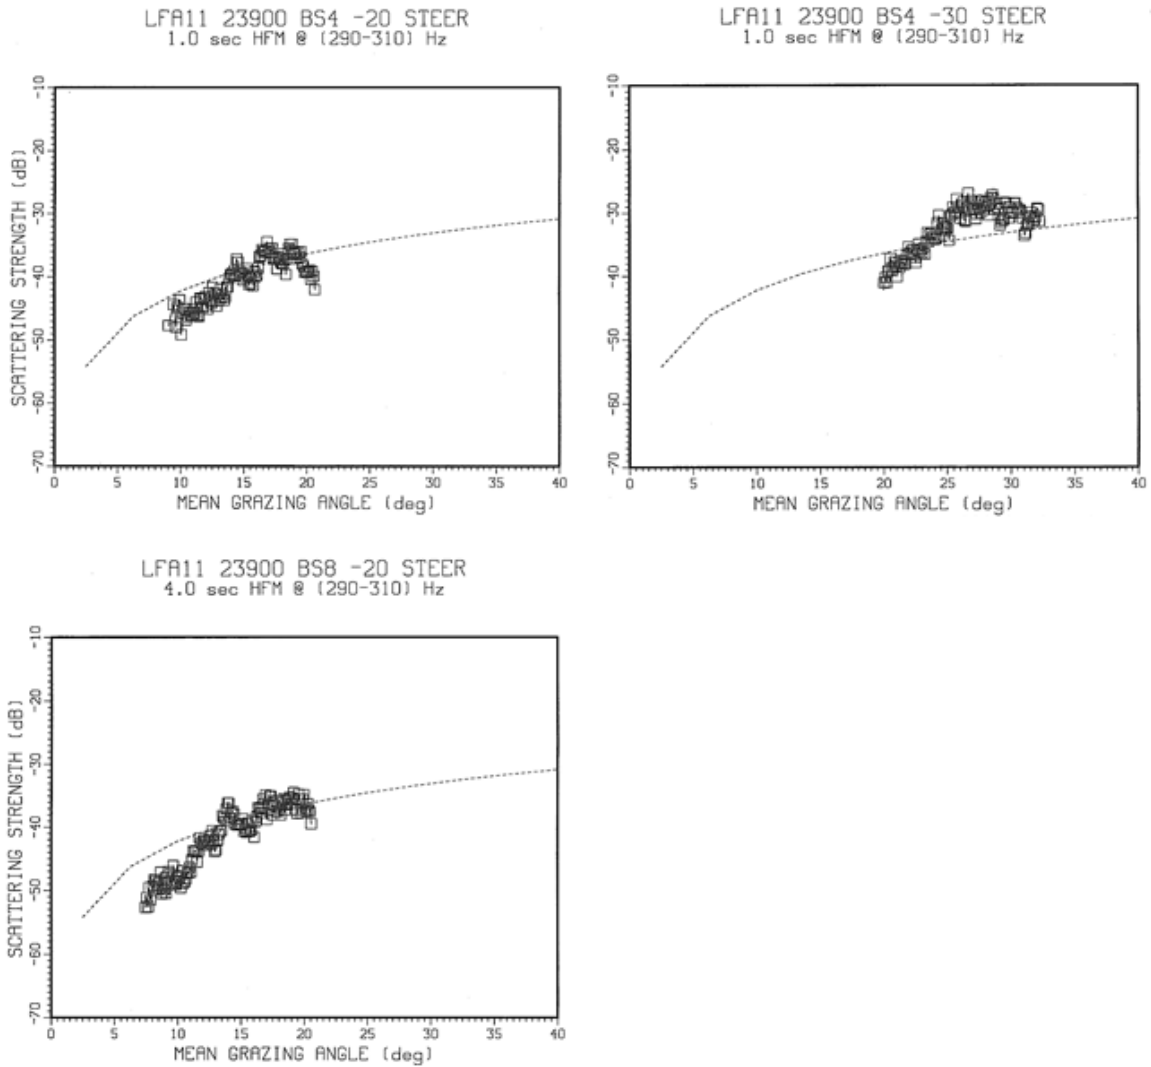 LFA11 23900 BS4 -20 STEER
1.0 sec HFM @ (290-310) Hz
SCATTERING STRENGTH (dB)
-10
-20
-30
-40
-50
-60
-70
0 5 10 15 20 25 30 35 40
MEAN GRAZING ANGLE (deg)
LFA11 23900 BS4 -30 STEER
1.0 sec HFM @ (290-310) Hz
-10
-20
-30
-40
-50
-60
-70
0 5 10 15 20 25 30 35 40
MEAN GRAZING ANGLE (deg)
LFA11 23900 BS8 -20 STEER
4.0 sec HFM @ (290-310) Hz
SCATTERING STRENGTH (dB)
-10
-20
-30
-40
-50
-60
-70
0 5 10 15 20 25 30 35 40
MEAN GRAZING ANGLE (deg)